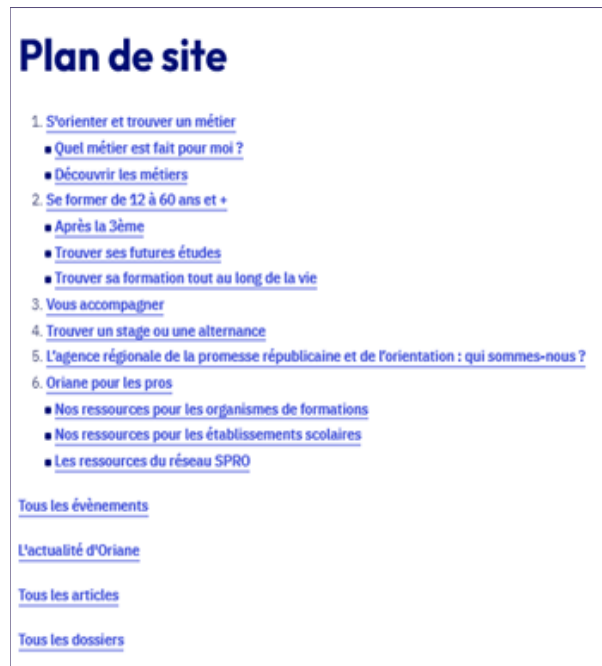 Plan de site
1. S'orienter et trouver un métier
▪ Quel métier est fait pour moi ?
▪ Découvrir les métiers
2. Se former de 12 à 60 ans et +
▪ Après la 3ème
▪ Trouver ses futures études
▪ Trouver sa formation tout au long de la vie
3. Vous accompagner
4. Trouver un stage ou une alternance
5. L'agence régionale de la promesse républicaine et de l'orientation : qui sommes-nous ?
6. Oriane pour les pros
▪ Nos ressources pour les organismes de formations
▪ Nos ressources pour les établissements scolaires
▪ Les ressources du réseau SPRO
Tous les évènements
L'actualité d'Oriane
Tous les articles
Tous les dossiers